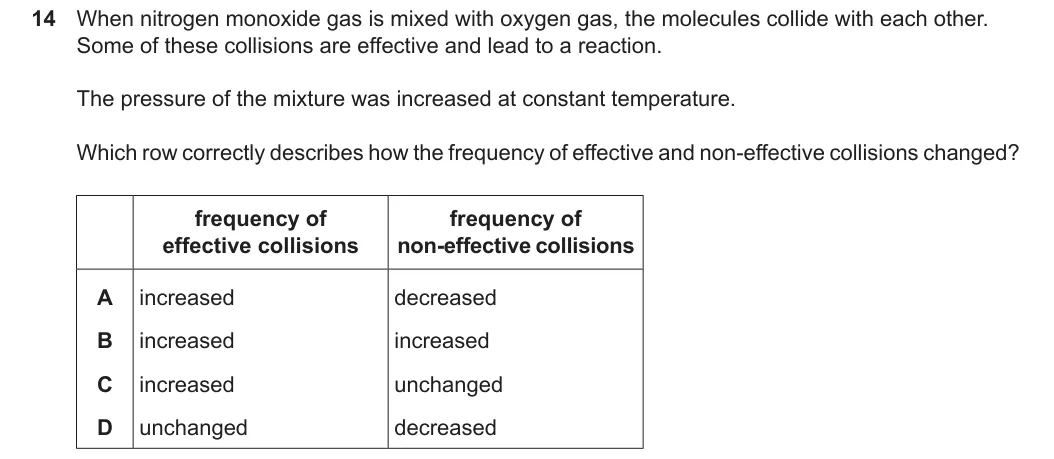 14 When nitrogen monoxide gas is mixed with oxygen gas, the molecules collide with each other.
Some of these collisions are effective and lead to a reaction.
The pressure of the mixture was increased at constant temperature.
Which row correctly describes how the frequency of effective and non-effective collisions changed?
frequency of effective collisions | frequency of non-effective collisions
A increased decreased
B increased increased
C increased unchanged
D unchanged decreased